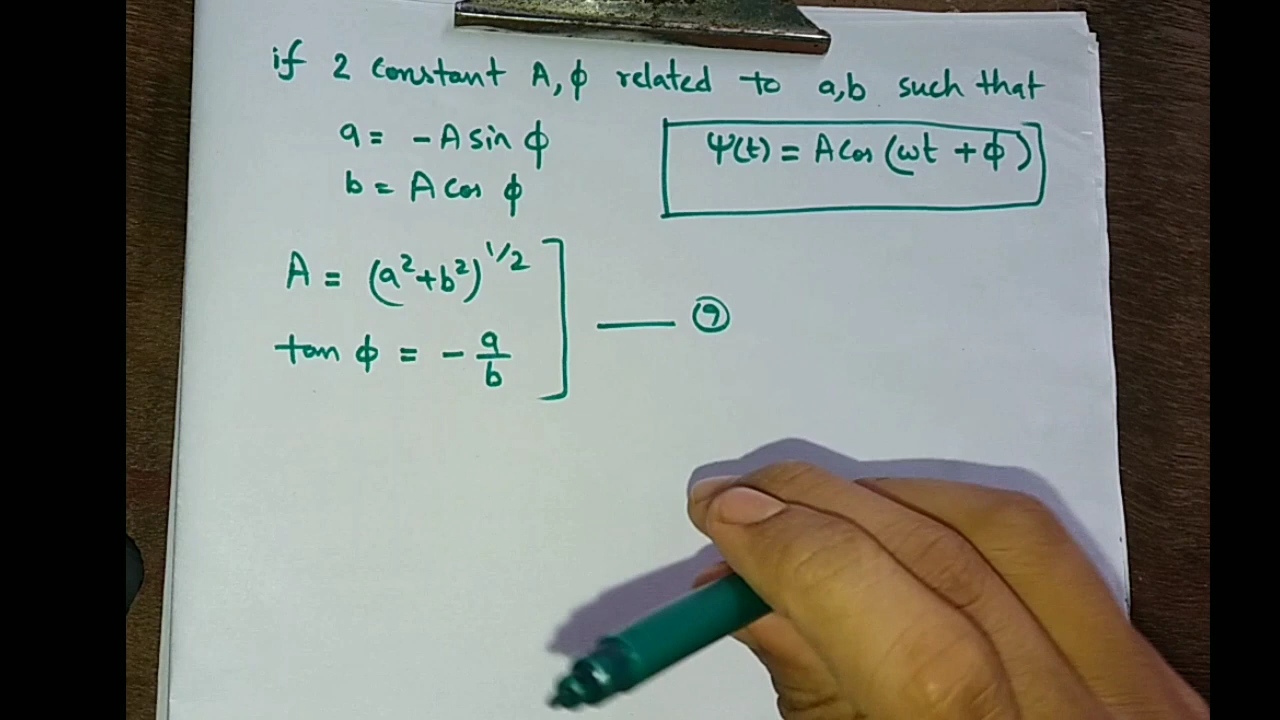 if 2 constant A,ϕ related to a,b such that
a = -A sin ϕ
b = A cos ϕ
Ψ(t) = A cos (ωt + ϕ)
A = (a²+b²)^1/2
tan ϕ = - a/b
—— ⑨